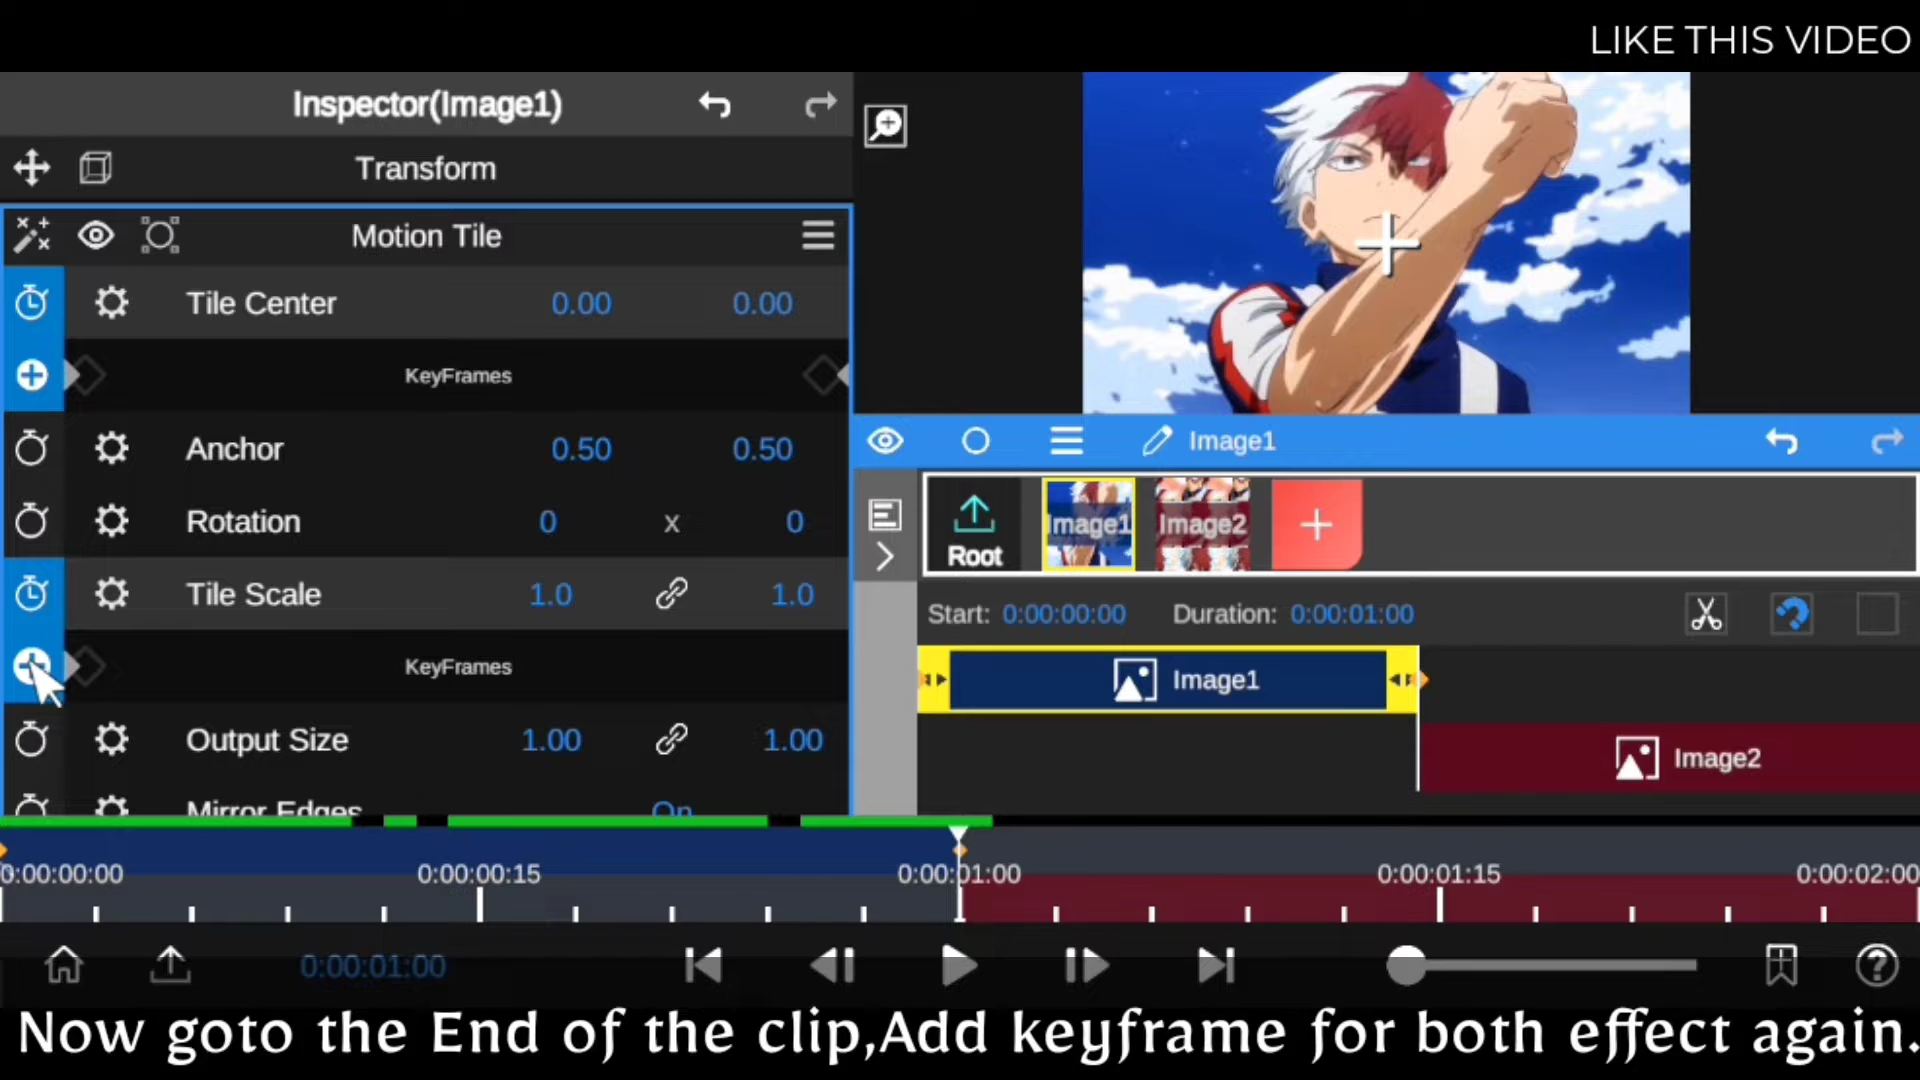 LIKE THIS VIDEO
Inspector(Image1)
Transform
Motion Tile
Tile Center 0.00 0.00
KeyFrames
Anchor 0.50 0.50
Rotation 0 x 0
Tile Scale 1.0 1.0
KeyFrames
Output Size 1.00 1.00
Mirror Edges On
Image1
Root Image1 Image2 +
Start: 0:00:00:00 Duration: 0:00:01:00
Image1
Image2
0:00:00:00 0:00:00:15 0:00:01:00 0:00:01:15 0:00:02:00
0:00:01:00
Now goto the End of the clip,Add keyframe for both effect again.